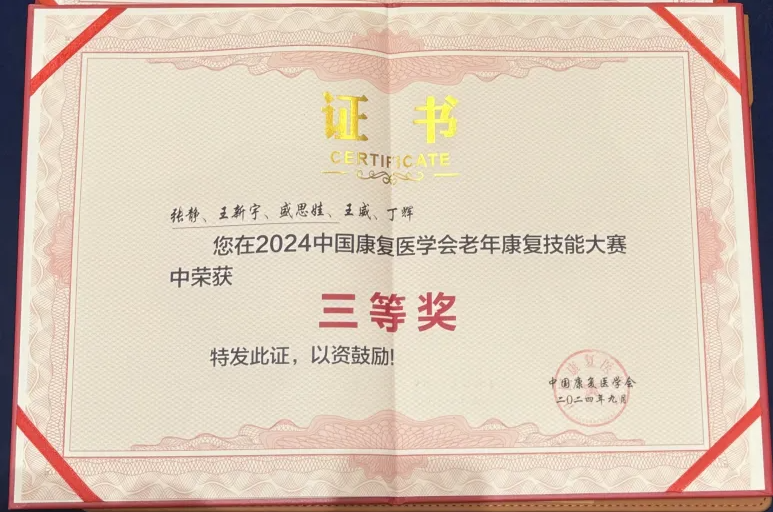 证书
CERTIFICATE
张静、王新宇、盛思娃、王盛、丁辉
您在2024中国康复医学会老年康复技能大赛
中荣获
三等奖
特发此证，以资鼓励!
中国康复医学会
二〇二四年九月